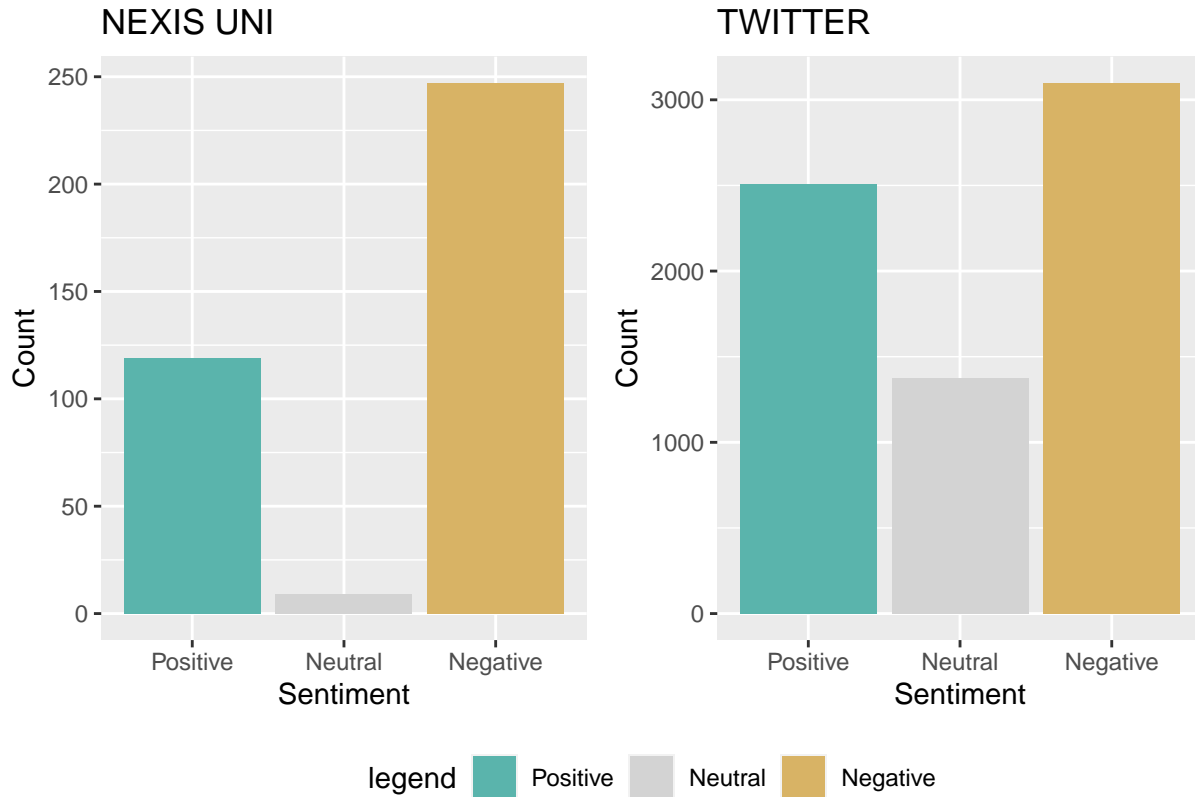 NEXIS UNI
250
200
150
100
50
0
Count
Positive Neutral Negative
Sentiment
TWITTER
3000
2000
1000
0
Count
Positive Neutral Negative
Sentiment
legend Positive Neutral Negative